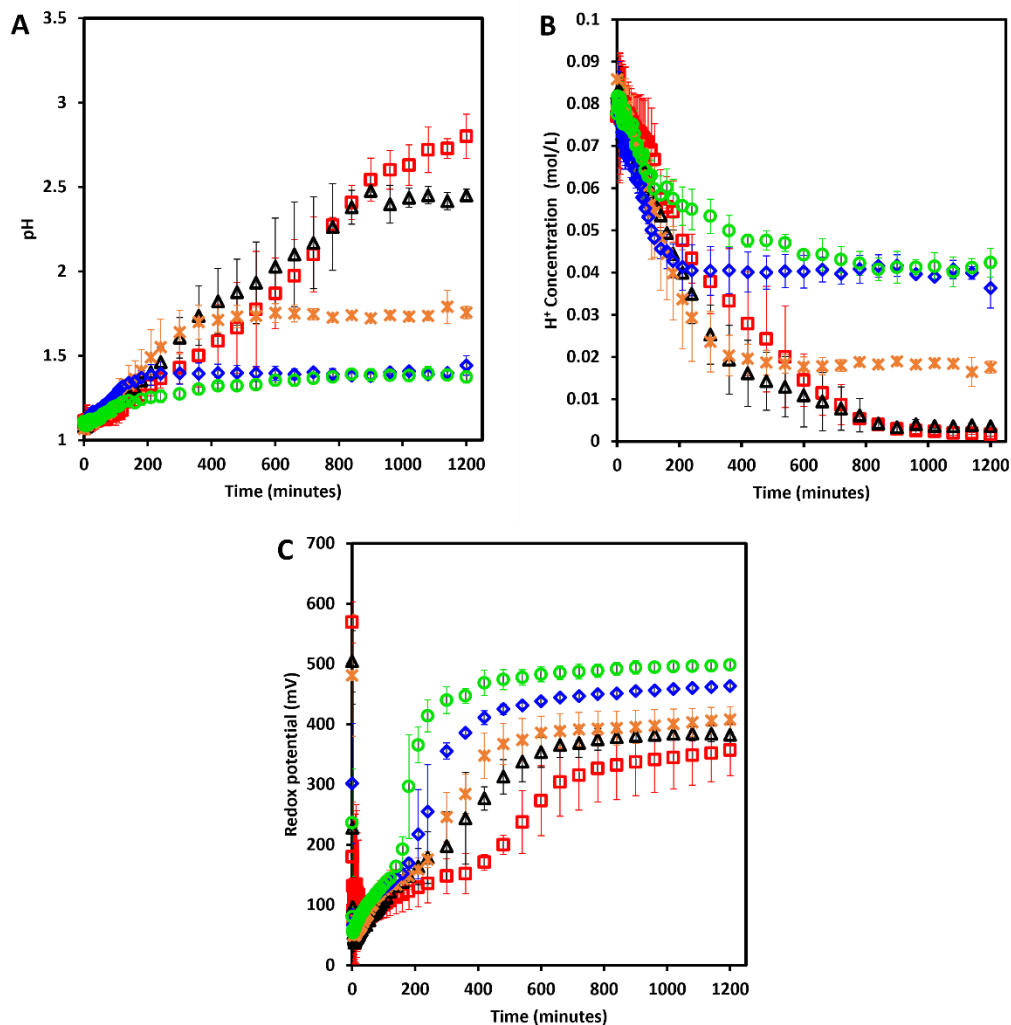 A
3.5
3
2.5
2
1.5
1
pH
0 200 400 600 800 1000 1200
Time (minutes)
B
0.1
0.09
0.08
0.07
0.06
0.05
0.04
0.03
0.02
0.01
0
H⁺ Concentration (mol/L)
0 200 400 600 800 1000 1200
Time (minutes)
C
700
600
500
400
300
200
100
0
Redox potential (mV)
0 200 400 600 800 1000 1200
Time (minutes)